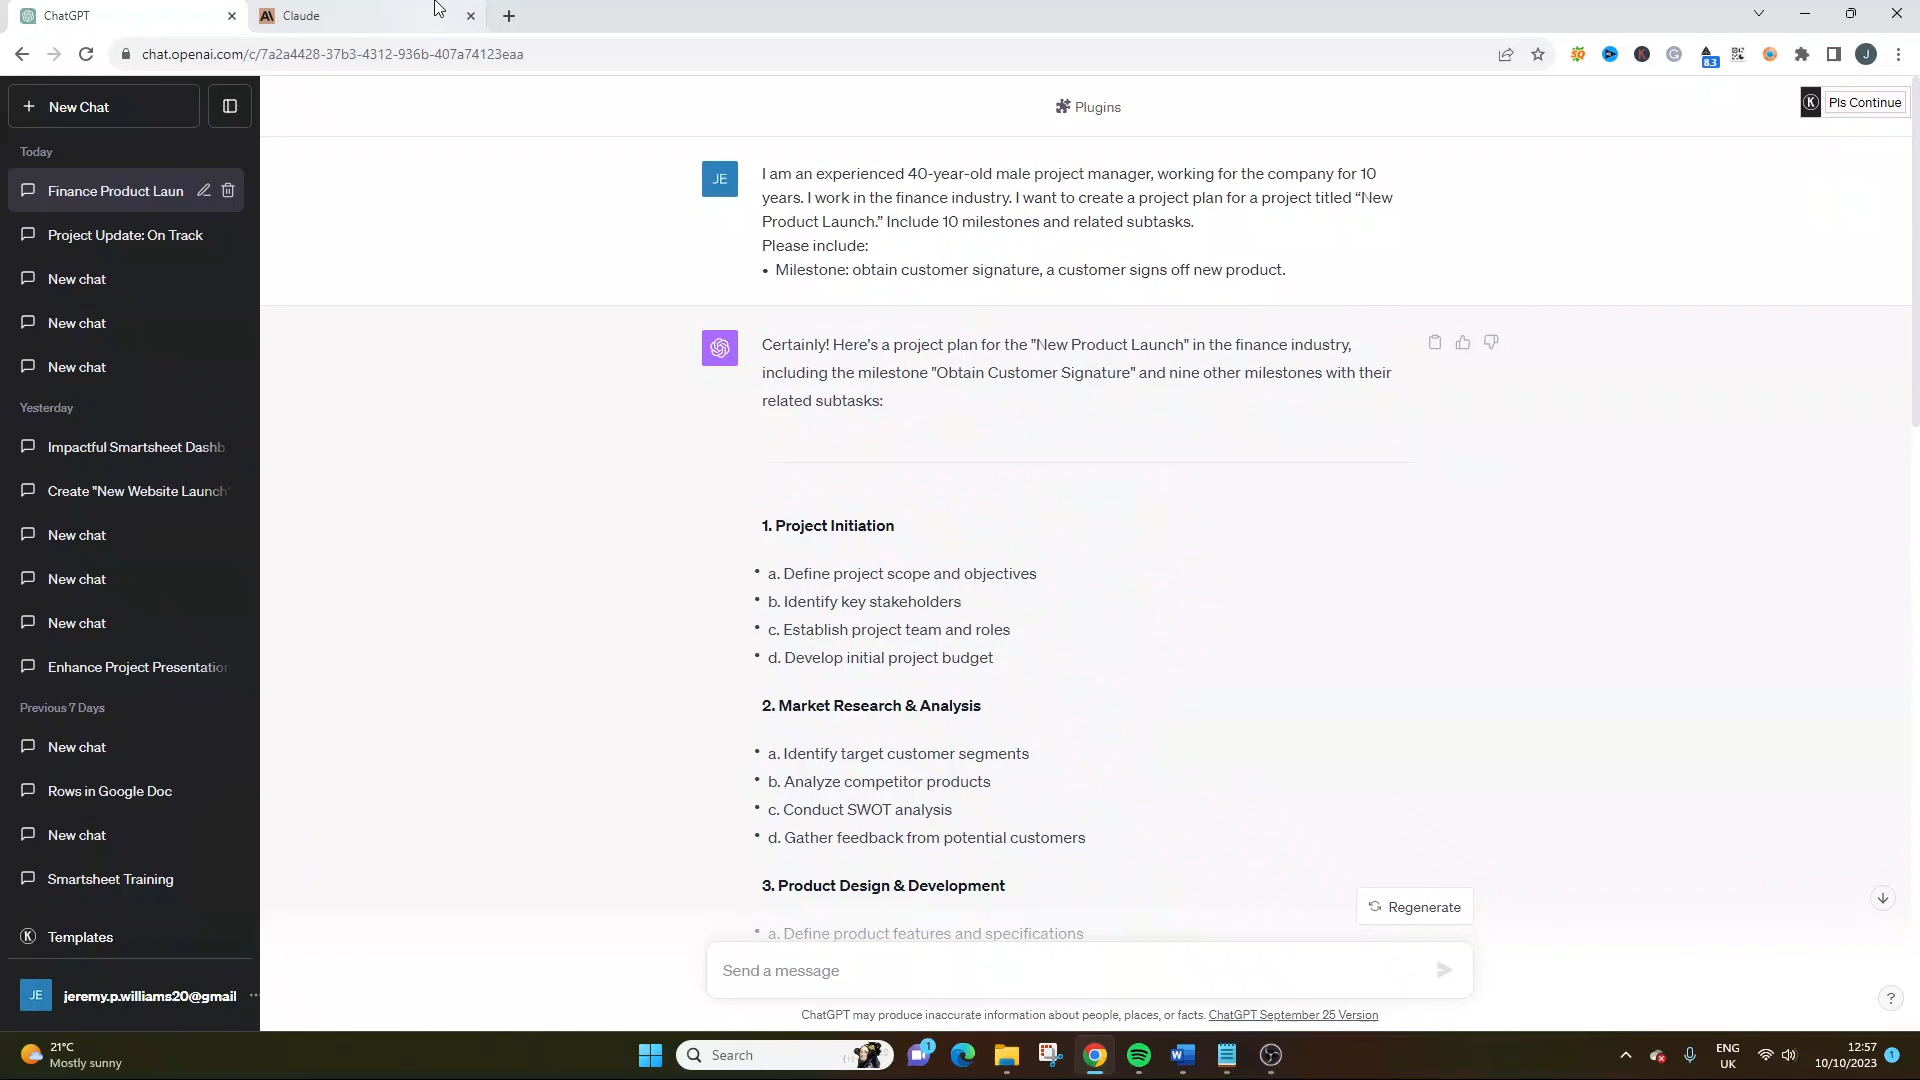 ChatGPT
Claude
chat.openai.com/c/7a2a4428-37b3-4312-936b-407a74123eaa
8.3
J
New Chat
Today
Finance Product Laun
Project Update: On Track
New chat
New chat
New chat
Yesterday
Impactful Smartsheet Dashb
Create "New Website Launch"
New chat
New chat
New chat
Enhance Project Presentation
Previous 7 Days
New chat
Rows in Google Doc
New chat
Smartsheet Training
K Templates
JE jeremy.p.williams20@gmail ...
Plugins
K Pls Continue
JE
I am an experienced 40-year-old male project manager, working for the company for 10
years. I work in the finance industry. I want to create a project plan for a project titled “New
Product Launch.” Include 10 milestones and related subtasks.
Please include:
• Milestone: obtain customer signature, a customer signs off new product.
Certainly! Here's a project plan for the "New Product Launch" in the finance industry,
including the milestone "Obtain Customer Signature" and nine other milestones with their
related subtasks:
1. Project Initiation
• a. Define project scope and objectives
• b. Identify key stakeholders
• c. Establish project team and roles
• d. Develop initial project budget
2. Market Research & Analysis
• a. Identify target customer segments
• b. Analyze competitor products
• c. Conduct SWOT analysis
• d. Gather feedback from potential customers
3. Product Design & Development
• a. Define product features and specifications
Regenerate
Send a message
ChatGPT may produce inaccurate information about people, places, or facts. ChatGPT September 25 Version
?
21°C
Mostly sunny
Search
1
ENG
UK
12:57
10/10/2023
1